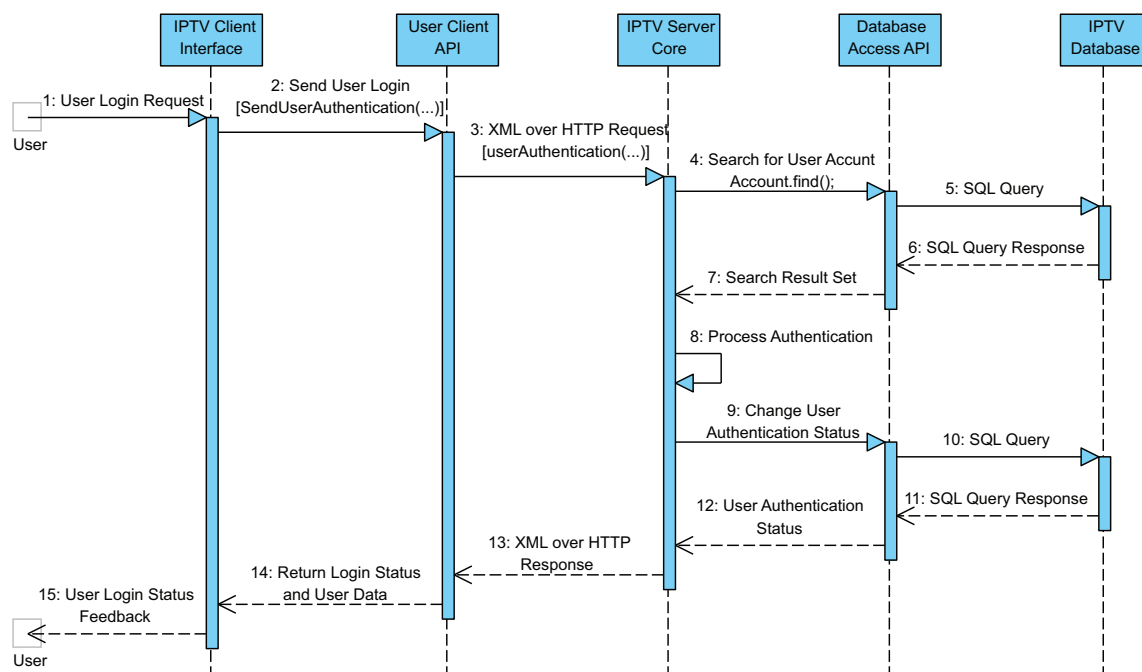 IPTV Client
Interface
User Client
API
IPTV Server
Core
Database
Access API
IPTV
Database
1: User Login Request
User
2: Send User Login
[SendUserAuthentication(...)]
3: XML over HTTP Request
[userAuthentication(...)]
4: Search for User Accunt
Account.find();
5: SQL Query
6: SQL Query Response
7: Search Result Set
8: Process Authentication
9: Change User
Authentication Status
10: SQL Query
11: SQL Query Response
12: User Authentication
Status
13: XML over HTTP
Response
14: Return Login Status
and User Data
15: User Login Status
Feedback
User